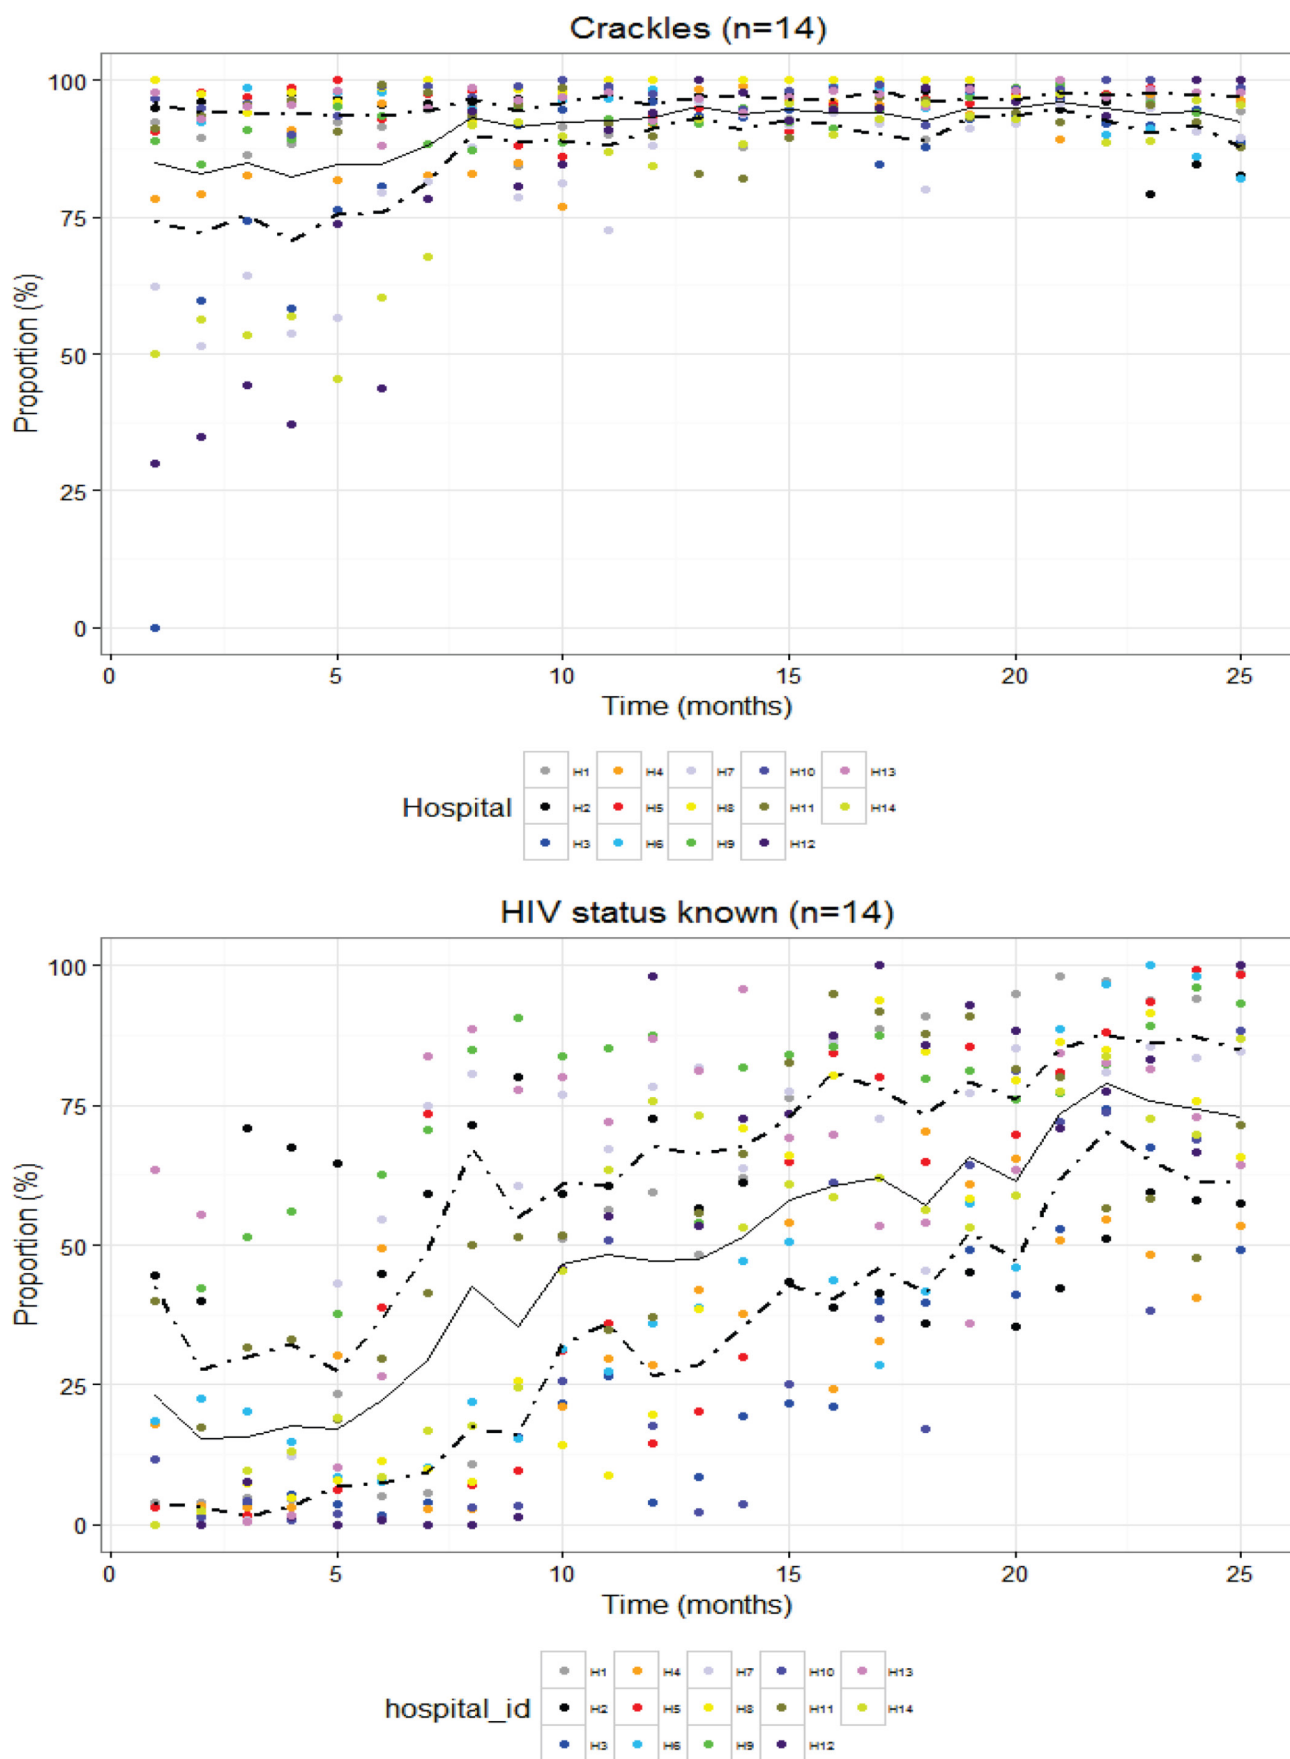 Crackles (n=14)
100
75
50
25
0
Proportion (%)
0 5 10 15 20 25
Time (months)
Hospital
H1 H4 H7 H10 H13
H2 H5 H8 H11 H14
H3 H6 H9 H12
HIV status known (n=14)
100
75
50
25
0
Proportion (%)
0 5 10 15 20 25
Time (months)
hospital_id
H1 H4 H7 H10 H13
H2 H5 H8 H11 H14
H3 H6 H9 H12